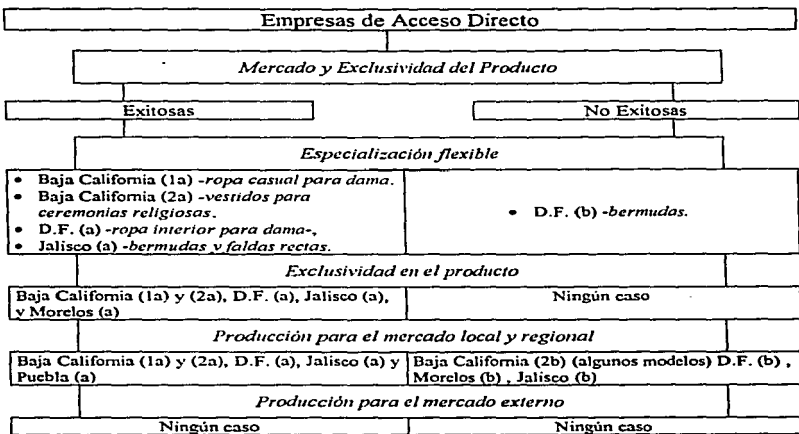 Empresas de Acceso Directo
Mercado y Exclusividad del Producto
Exitosas
No Exitosas
Especialización flexible
• Baja California (1a) -ropa casual para dama.
• Baja California (2a) -vestidos para
ceremonias religiosas.
• D.F. (a) -ropa interior para dama-,
• Jalisco (a) -bermudas y faldas rectas.
• D.F. (b) -bermudas.
Exclusividad en el producto
Baja California (1a) y (2a), D.F. (a), Jalisco (a),
y Morelos (a)
Ningún caso
Producción para el mercado local y regional
Baja California (1a) y (2a), D.F. (a), Jalisco (a) y
Puebla (a)
Baja California (2b) (algunos modelos) D.F. (b) ,
Morelos (b) , Jalisco (b)
Producción para el mercado externo
Ningún caso
Ningún caso